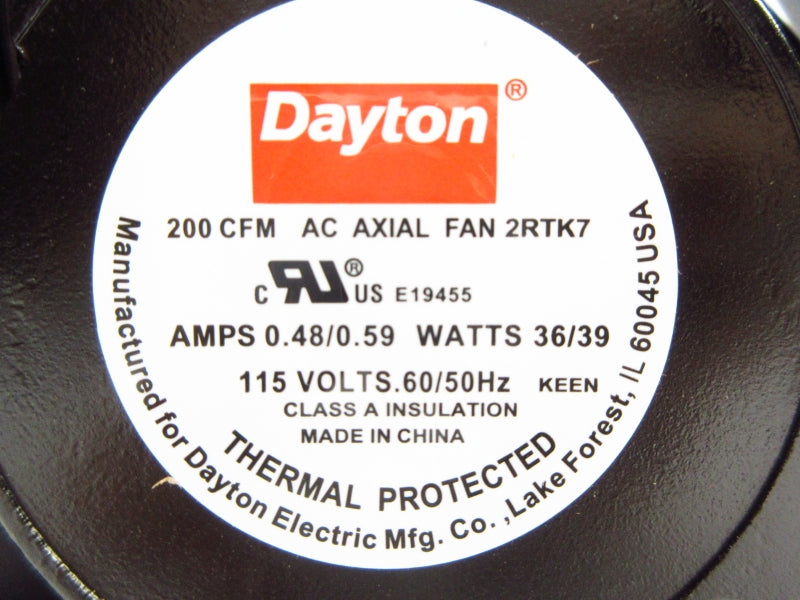 Dayton®
200 CFM AC AXIAL FAN 2RTK7
C RU® US E19455
AMPS 0.48/0.59 WATTS 36/39
115 VOLTS.60/50Hz KEEN
CLASS A INSULATION
MADE IN CHINA
THERMAL PROTECTED
Manufactured for Dayton Electric Mfg. Co. ,Lake Forest, IL 60045 USA